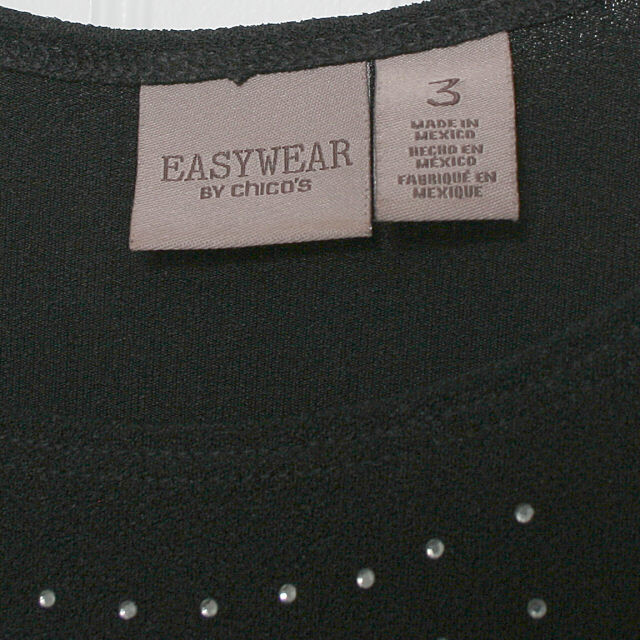 EASYWEAR
BY chico's
3
MADE IN
MEXICO
HECHO EN
MÉXICO
FABRIQUÉ EN
MEXIQUE